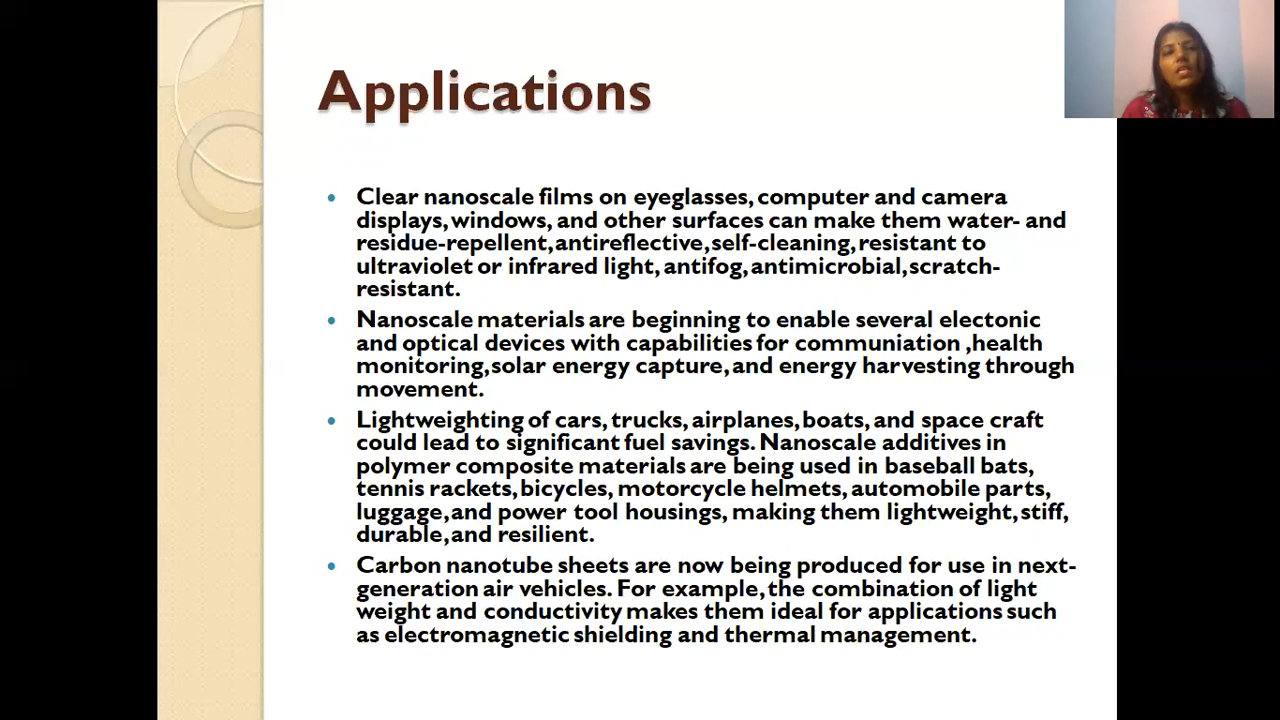 Applications
Clear nanoscale films on eyeglasses, computer and camera
displays, windows, and other surfaces can make them water- and
residue-repellent, antireflective, self-cleaning, resistant to
ultraviolet or infrared light, antifog, antimicrobial, scratch-
resistant.
Nanoscale materials are beginning to enable several electonic
and optical devices with capabilities for communiation ,health
monitoring, solar energy capture, and energy harvesting through
movement.
Lightweighting of cars, trucks, airplanes, boats, and space craft
could lead to significant fuel savings. Nanoscale additives in
polymer composite materials are being used in baseball bats,
tennis rackets, bicycles, motorcycle helmets, automobile parts,
luggage, and power tool housings, making them lightweight, stiff,
durable, and resilient.
Carbon nanotube sheets are now being produced for use in next-
generation air vehicles. For example, the combination of light
weight and conductivity makes them ideal for applications such
as electromagnetic shielding and thermal management.